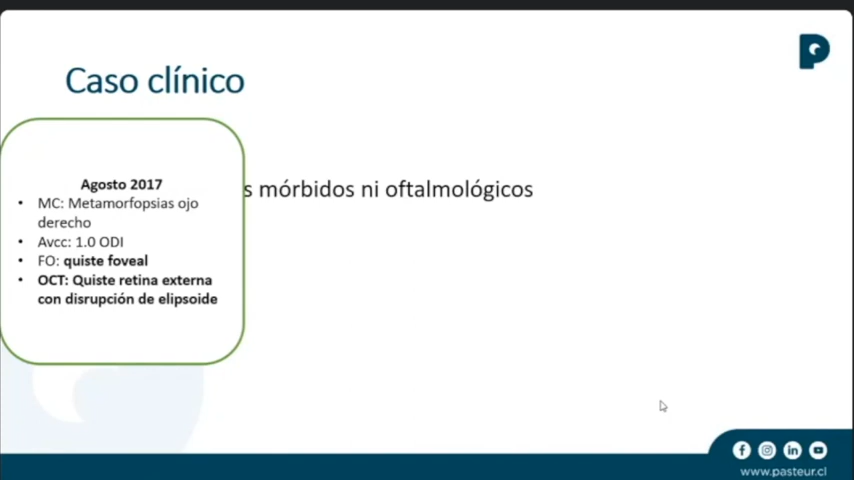 Caso clínico
Agosto 2017
s mórbidos ni oftalmológicos
• MC: Metamorfopsias ojo
derecho
• Avcc: 1.0 ODI
• FO: quiste foveal
• OCT: Quiste retina externa
con disrupción de elipsoide
www.pasteur.cl